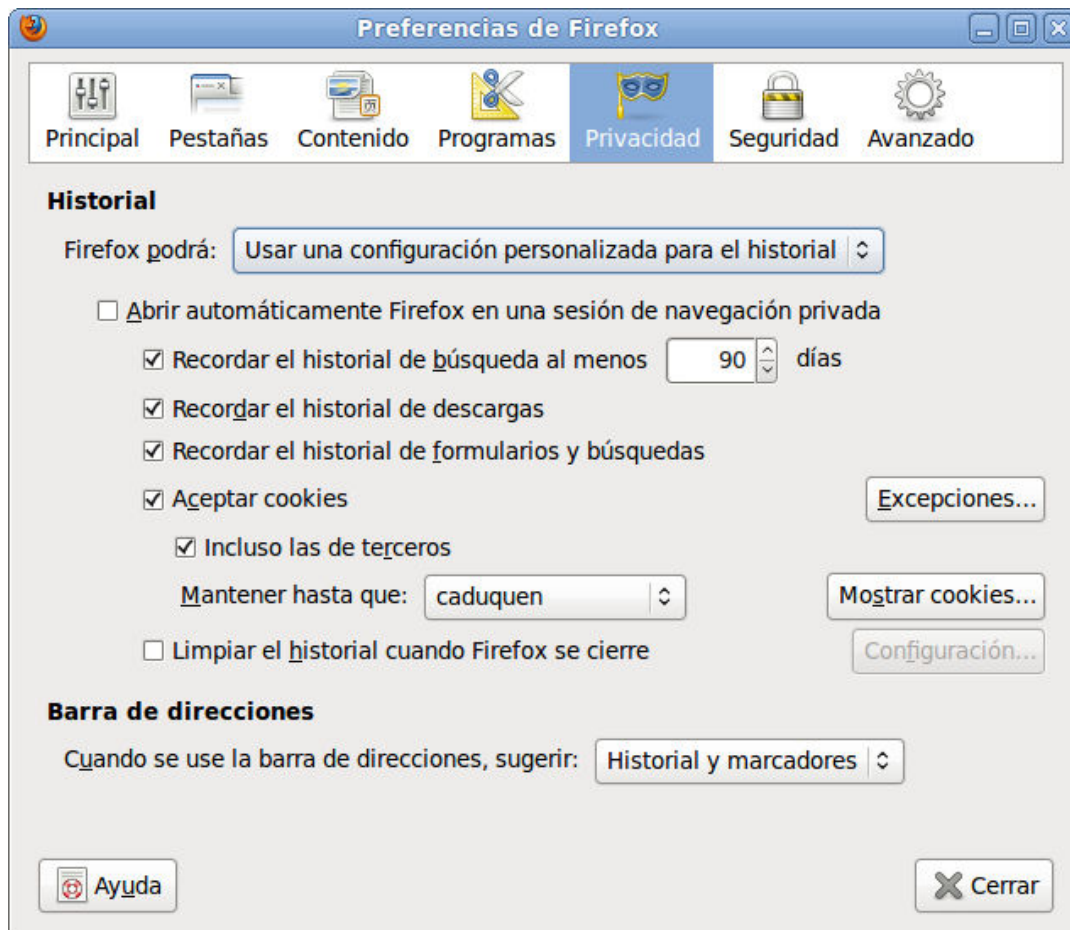 Preferencias de Firefox
Principal Pestañas Contenido Programas Privacidad Seguridad Avanzado
Historial
Firefox podrá: Usar una configuración personalizada para el historial
Abrir automáticamente Firefox en una sesión de navegación privada
Recordar el historial de búsqueda al menos 90 días
Recordar el historial de descargas
Recordar el historial de formularios y búsquedas
Aceptar cookies Excepciones...
Incluso las de terceros
Mantener hasta que: caduquen Mostrar cookies...
Limpiar el historial cuando Firefox se cierre Configuración...
Barra de direcciones
Cuando se use la barra de direcciones, sugerir: Historial y marcadores
Ayuda Cerrar